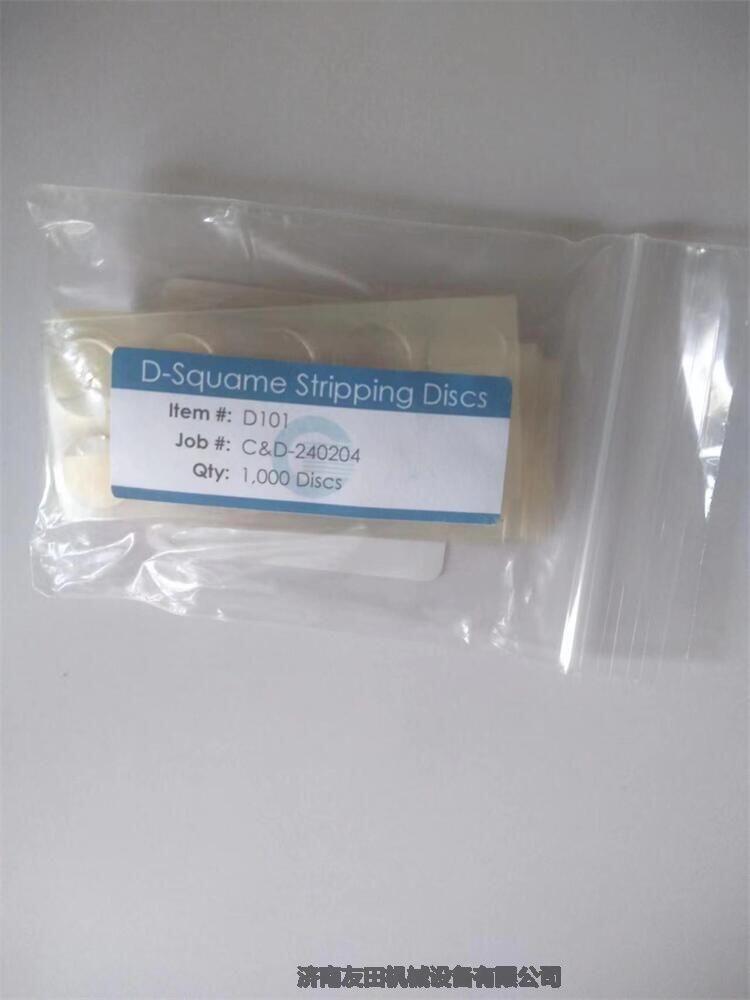 D-Squame Stripping Discs
Item #: D101
Job #: C&D-240204
Qty: 1,000 Discs
济南友田机械设备有限公司